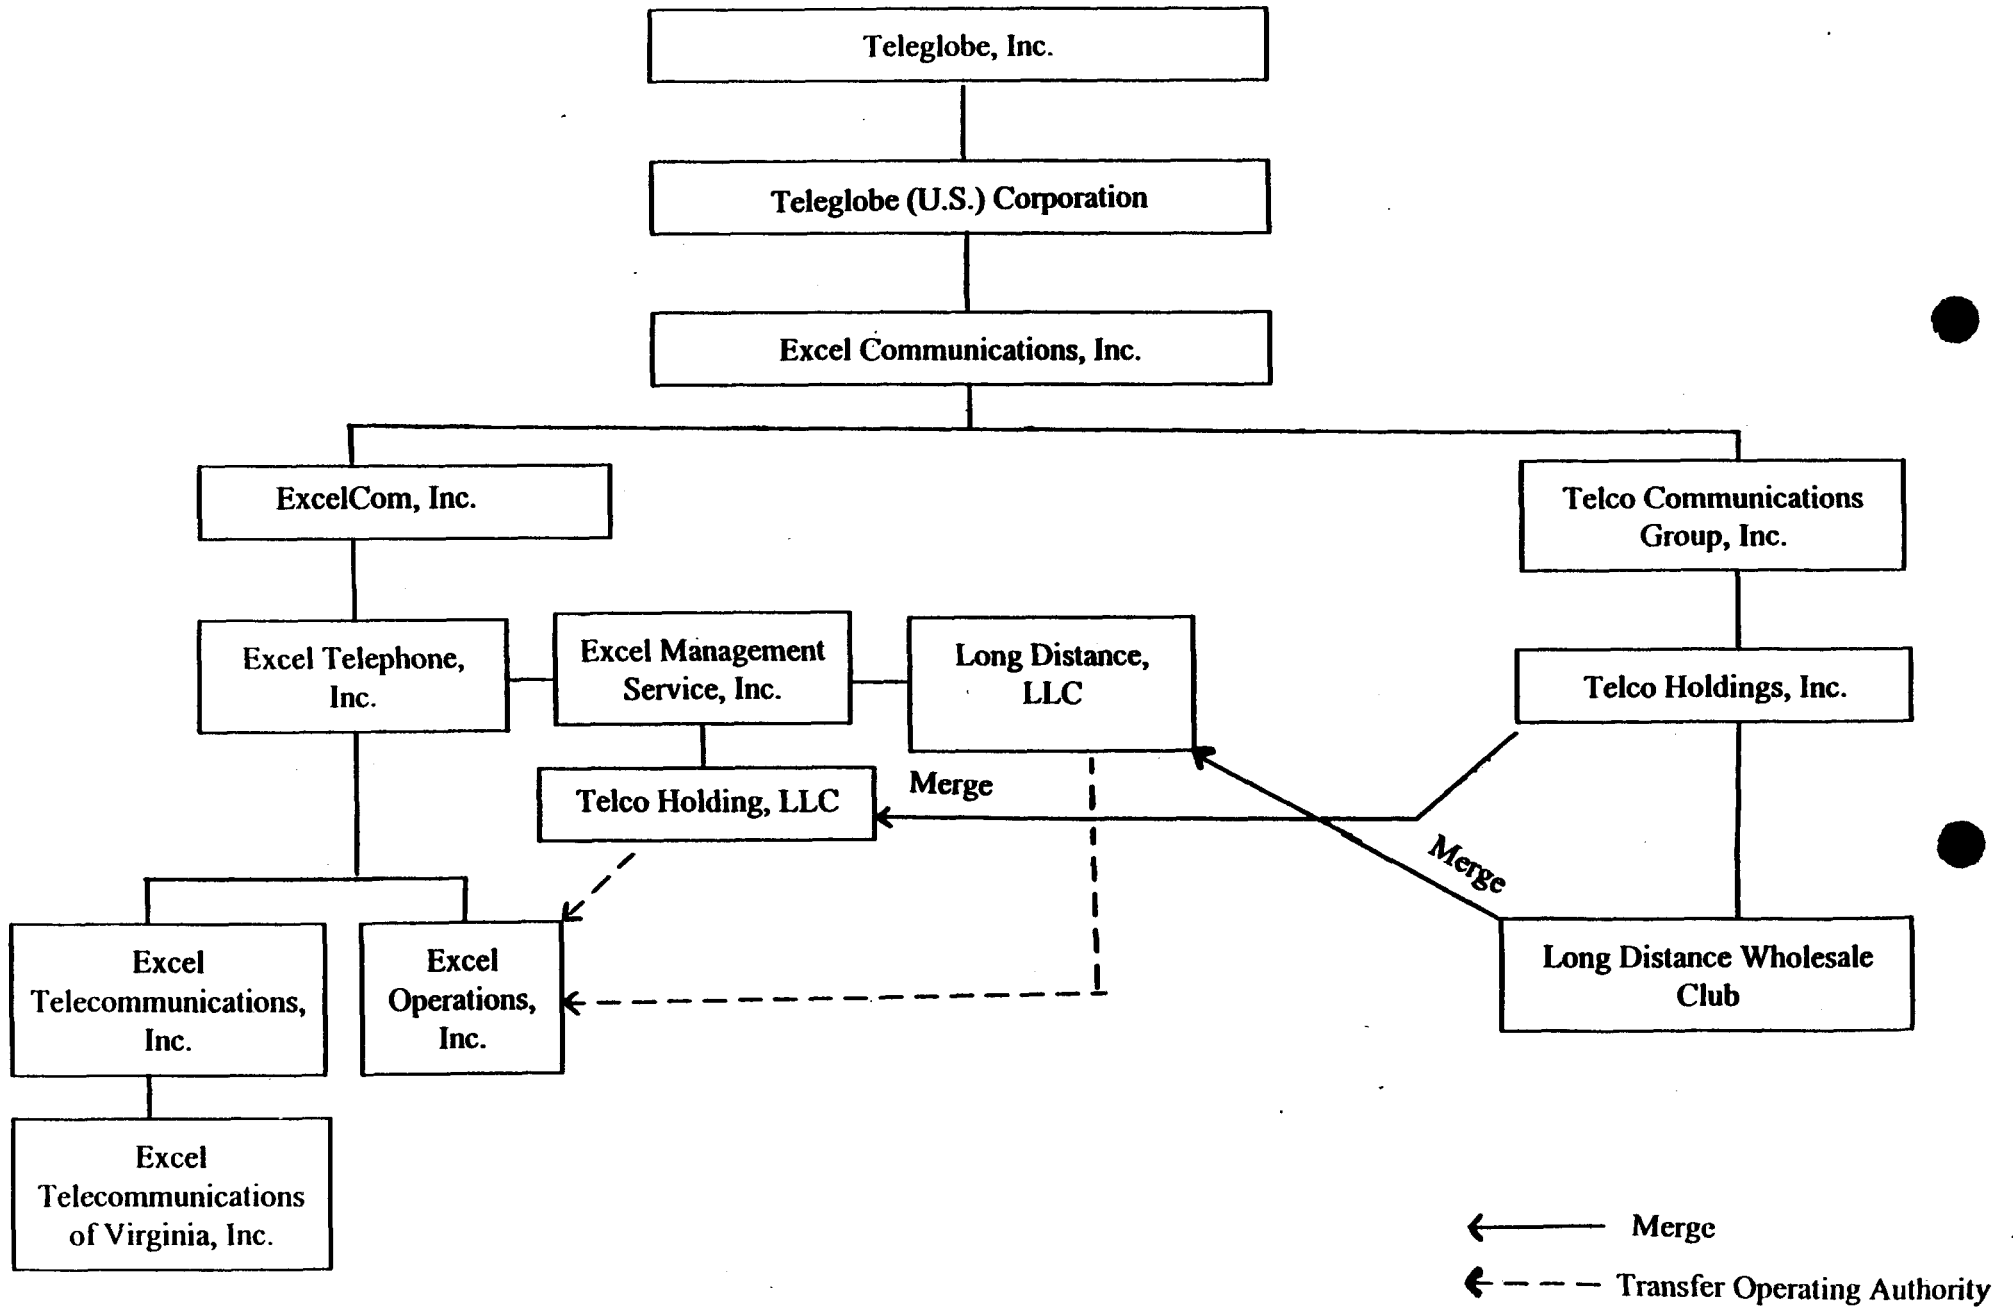 Teleglobe, Inc.
Teleglobe (U.S.) Corporation
Excel Communications, Inc.
ExcelCom, Inc.
Telco Communications
Group, Inc.
Excel Telephone,
Inc.
Excel Management
Service, Inc.
Long Distance,
LLC
Telco Holdings, Inc.
Telco Holding, LLC
Merge
Merge
Excel
Telecommunications,
Inc.
Excel
Operations,
Inc.
Long Distance Wholesale
Club
Excel
Telecommunications
of Virginia, Inc.
Merge
Transfer Operating Authority